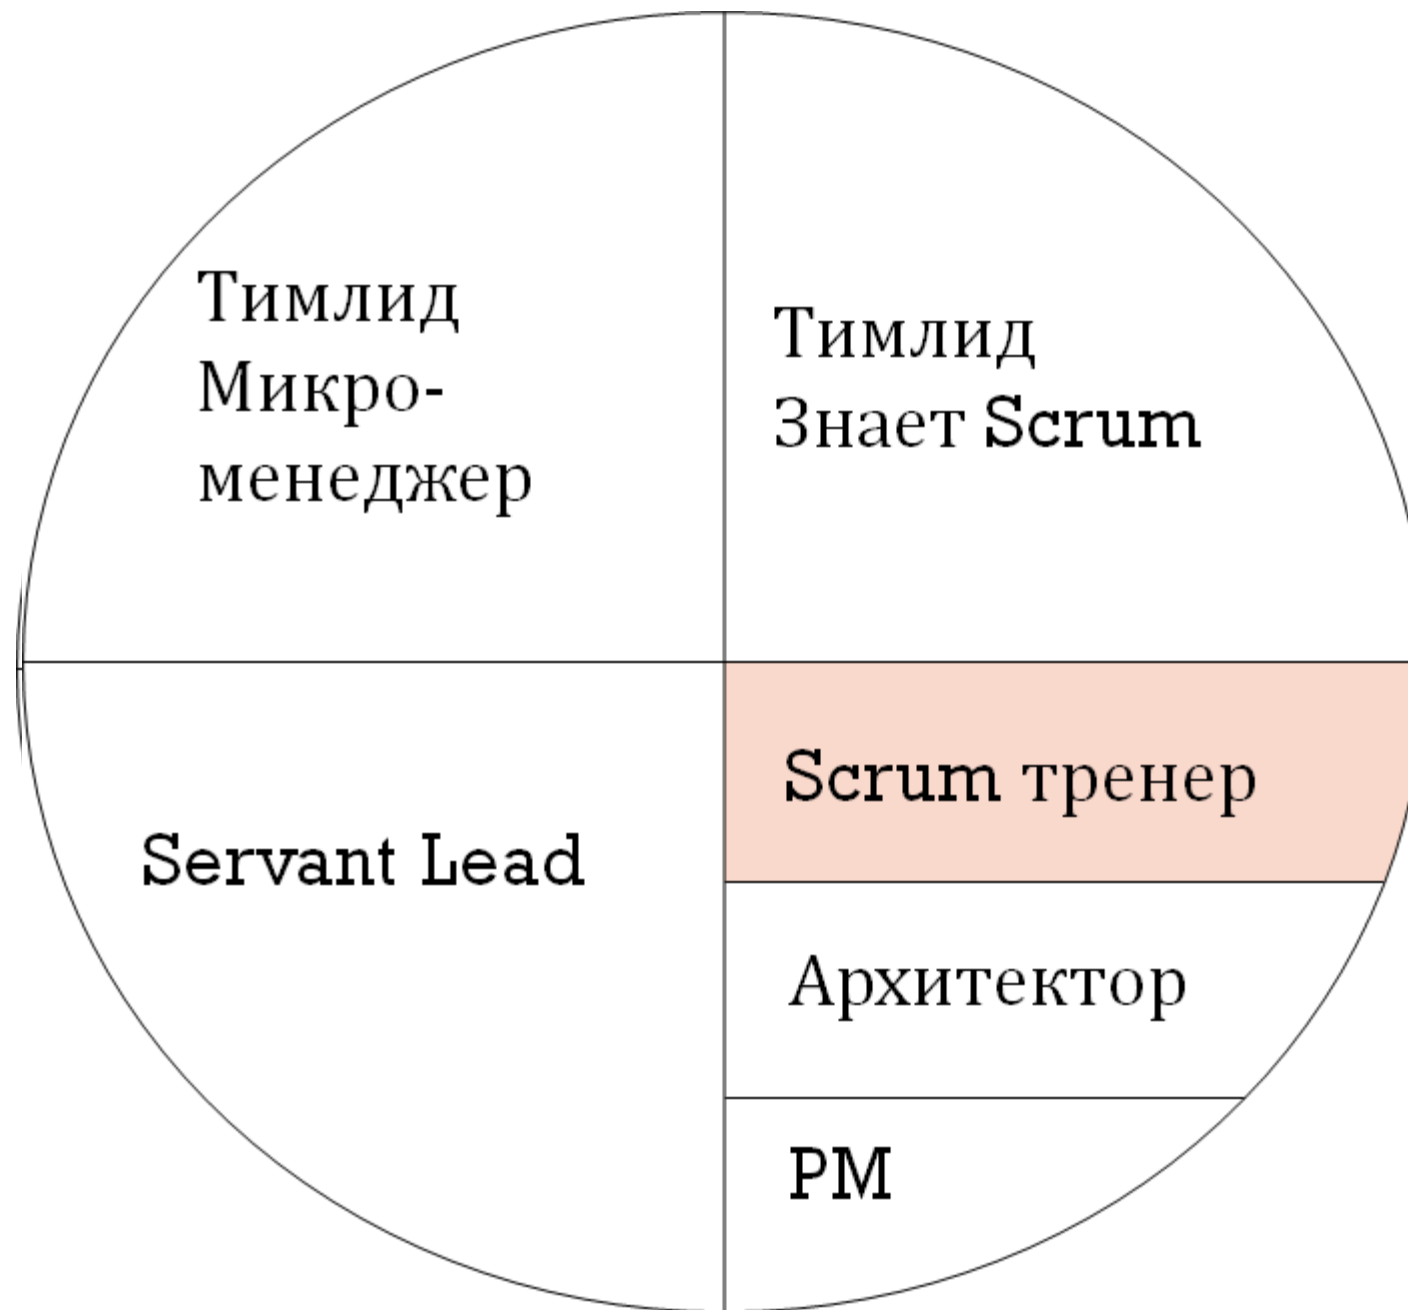 Тимлид
Микро-
менеджер
Тимлид
Знает Scrum
Servant Lead
Scrum тренер
Архитектор
PM